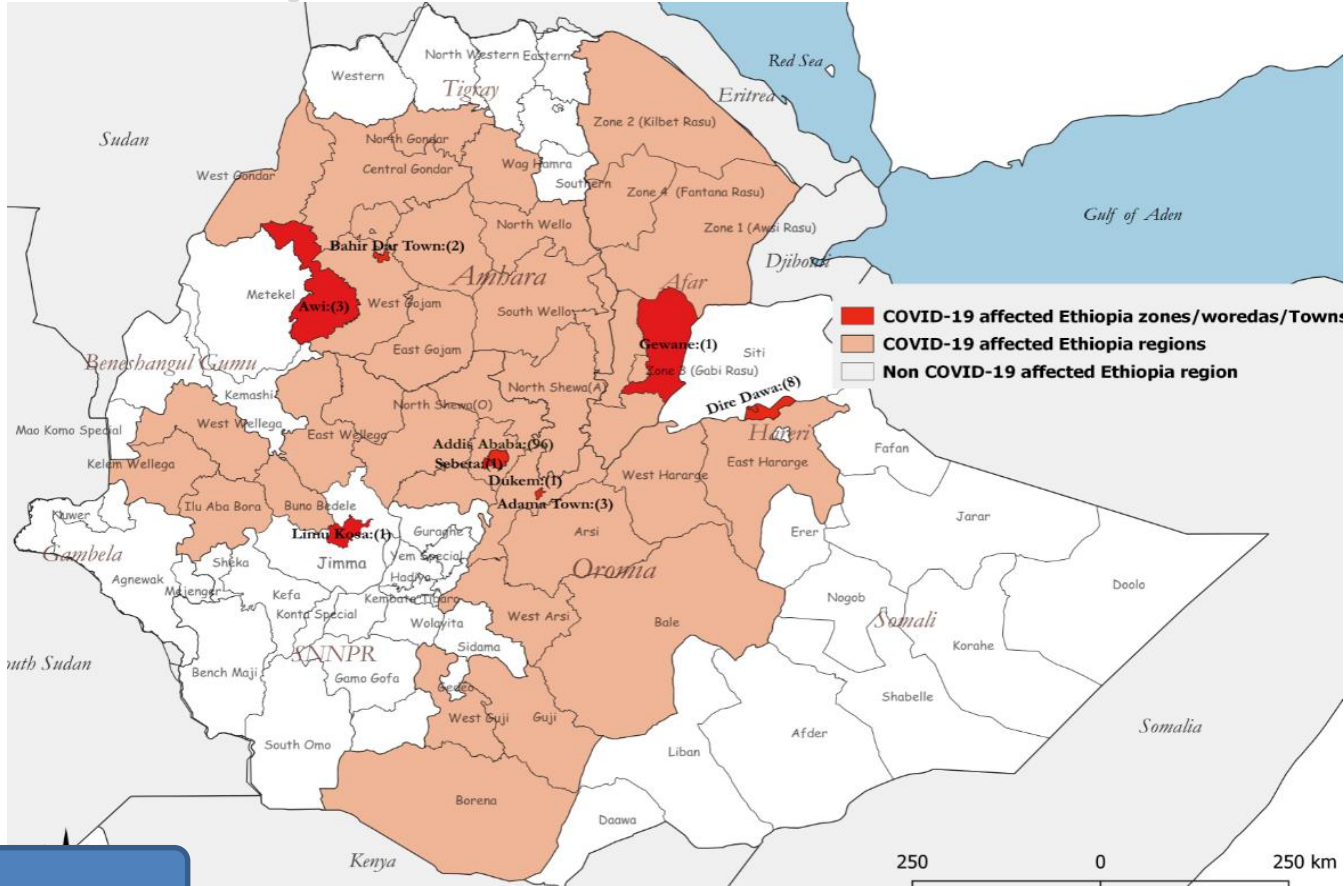 Red Sea
North Western
Eastern
Western
Tigray
Eritrea
Sudan
Zone 2 (Kilbet Rasu)
North Gondar
Central Gondar
Wag Hamra
West Gondar
Southern
Zone 4 (Fantana Rasu)
North Wello
Zone 1 (Awsi Rasu)
Gulf of Aden
Bahir Dar Town:(2)
Djibouti
Amhara
Afar
Metekel
Awi:(3)
West Gojam
South Wello
COVID-19 affected Ethiopia zones/woredas/Towns
COVID-19 affected Ethiopia regions
Non COVID-19 affected Ethiopia region
Gewane:(1)
Siti
East Gojam
Beneshangul Gumu
Zone 3 (Gabi Rasu)
North Shewa(A)
Kemashi
Dire Dawa:(8)
North Shewa(O)
West Wellega
East Wellega
Mao Komo Special
Hareri
Addis Ababa:(96)
Fafan
Kelem Wellega
Sebeta:(1)
East Hararge
West Hararge
Dukem:(1)
Ilu Aba Bora
Buno Bedele
Adama Town:(3)
Nuwer
Jarar
Limu Kosa:(1)
Guraghe
Arsi
Erer
Gambela
Yem Special
Sheka
Jimma
Oromia
Agnewak
Hadiya
Mejenger
Kefa
Doolo
Kembata Tibaro
Nogob
Konta Special
West Arsi
Bale
Wolayita
Somali
Sidama
Korahe
SNNPR
outh Sudan
Bench Maji
Gamo Gofa
Gedeo
Shabelle
West Guji
Guji
Somalia
Afder
South Omo
Liban
Borena
Daawa
Kenya
250 0 250 km